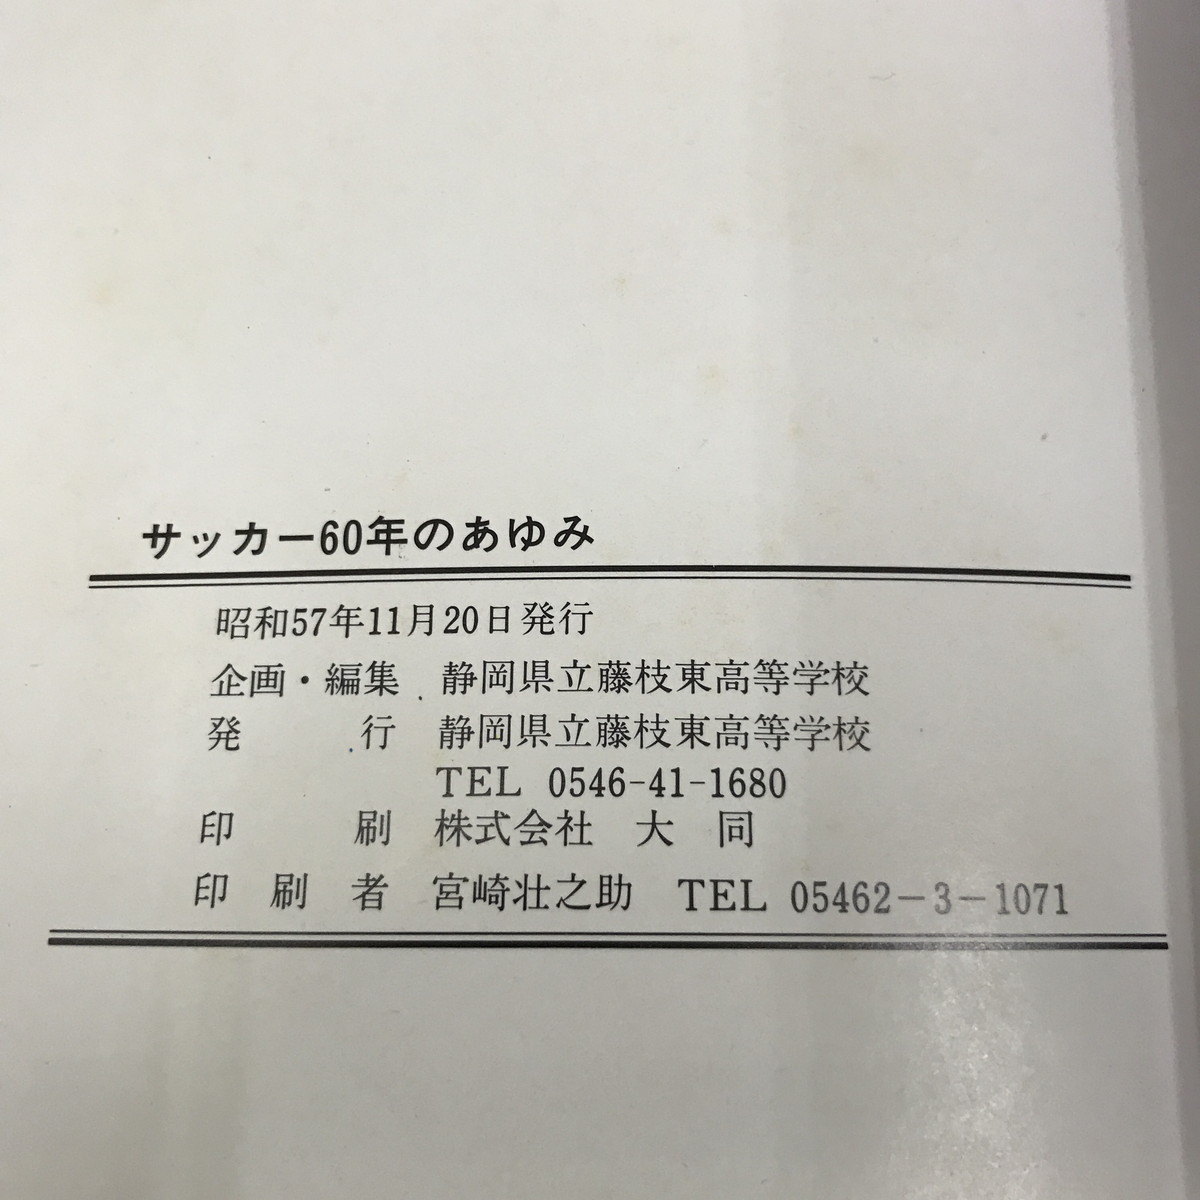 サッカー60年のあゆみ
昭和57年11月20日発行
企画・編集 静岡県立藤枝東高等学校
発行 静岡県立藤枝東高等学校
TEL 0546-41-1680
印刷 株式会社 大同
印刷者 宮崎壮之助 TEL 05462-3-1071